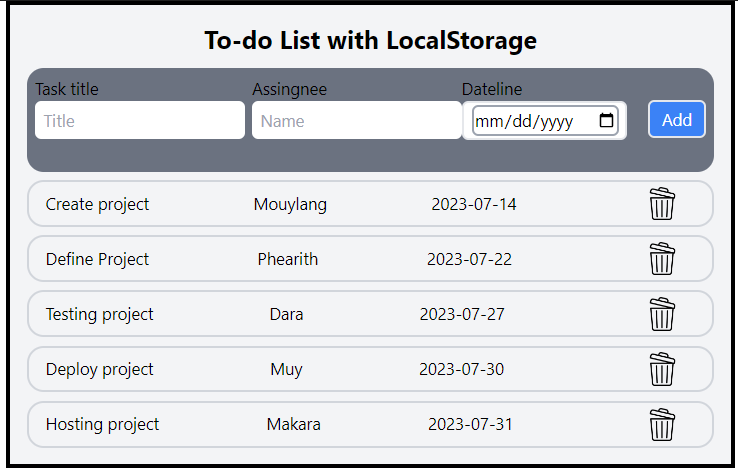 To-do List with LocalStorage
Task title Assingnee Dateline
Title Name mm/dd/yyyy Add
Create project Mouylang 2023-07-14
Define Project Phearith 2023-07-22
Testing project Dara 2023-07-27
Deploy project Muy 2023-07-30
Hosting project Makara 2023-07-31